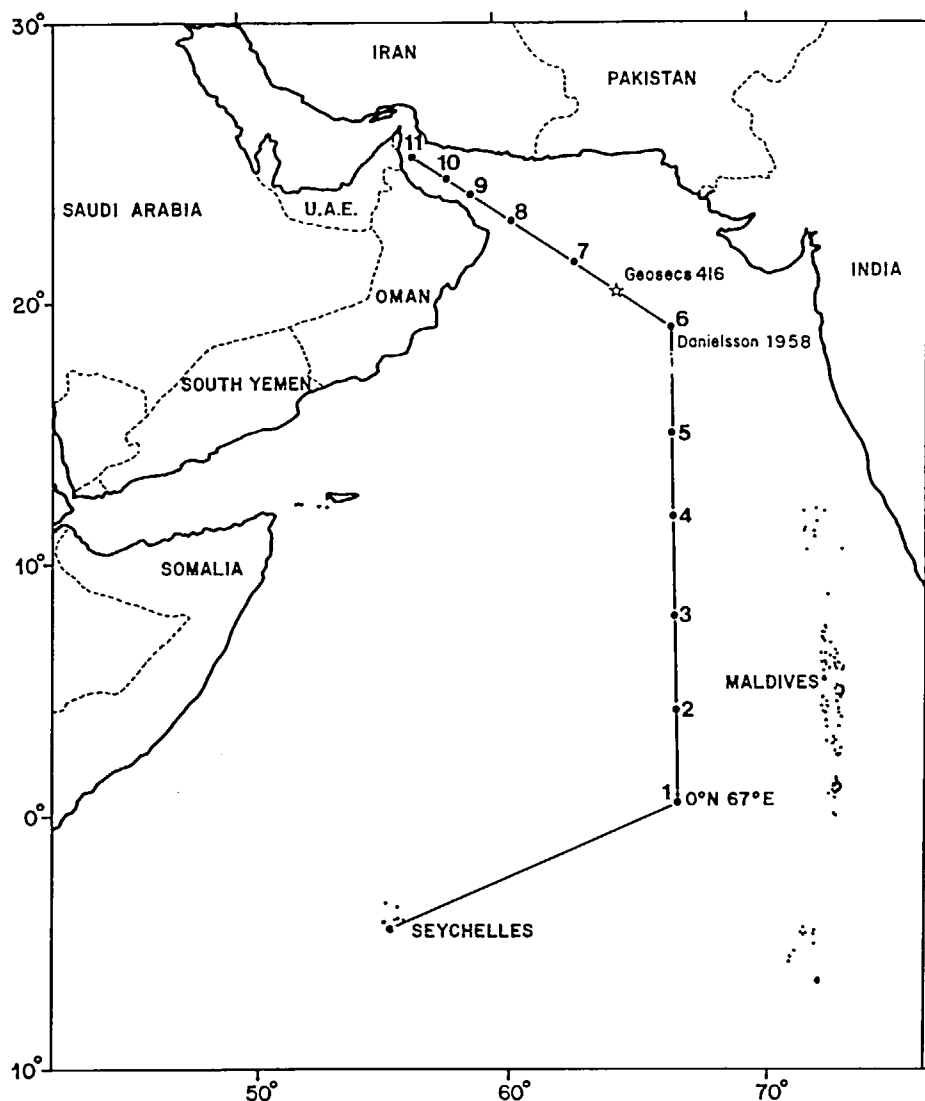 30°
IRAN
PAKISTAN
11
10
9
SAUDI ARABIA
U.A.E.
8
7
Geosecs 416
INDIA
OMAN
20°
6
Danielsson 1958
SOUTH YEMEN
5
4
10°
SOMALIA
3
MALDIVES
2
1
0°N 67°E
0°
SEYCHELLES
10°
50°
60°
70°